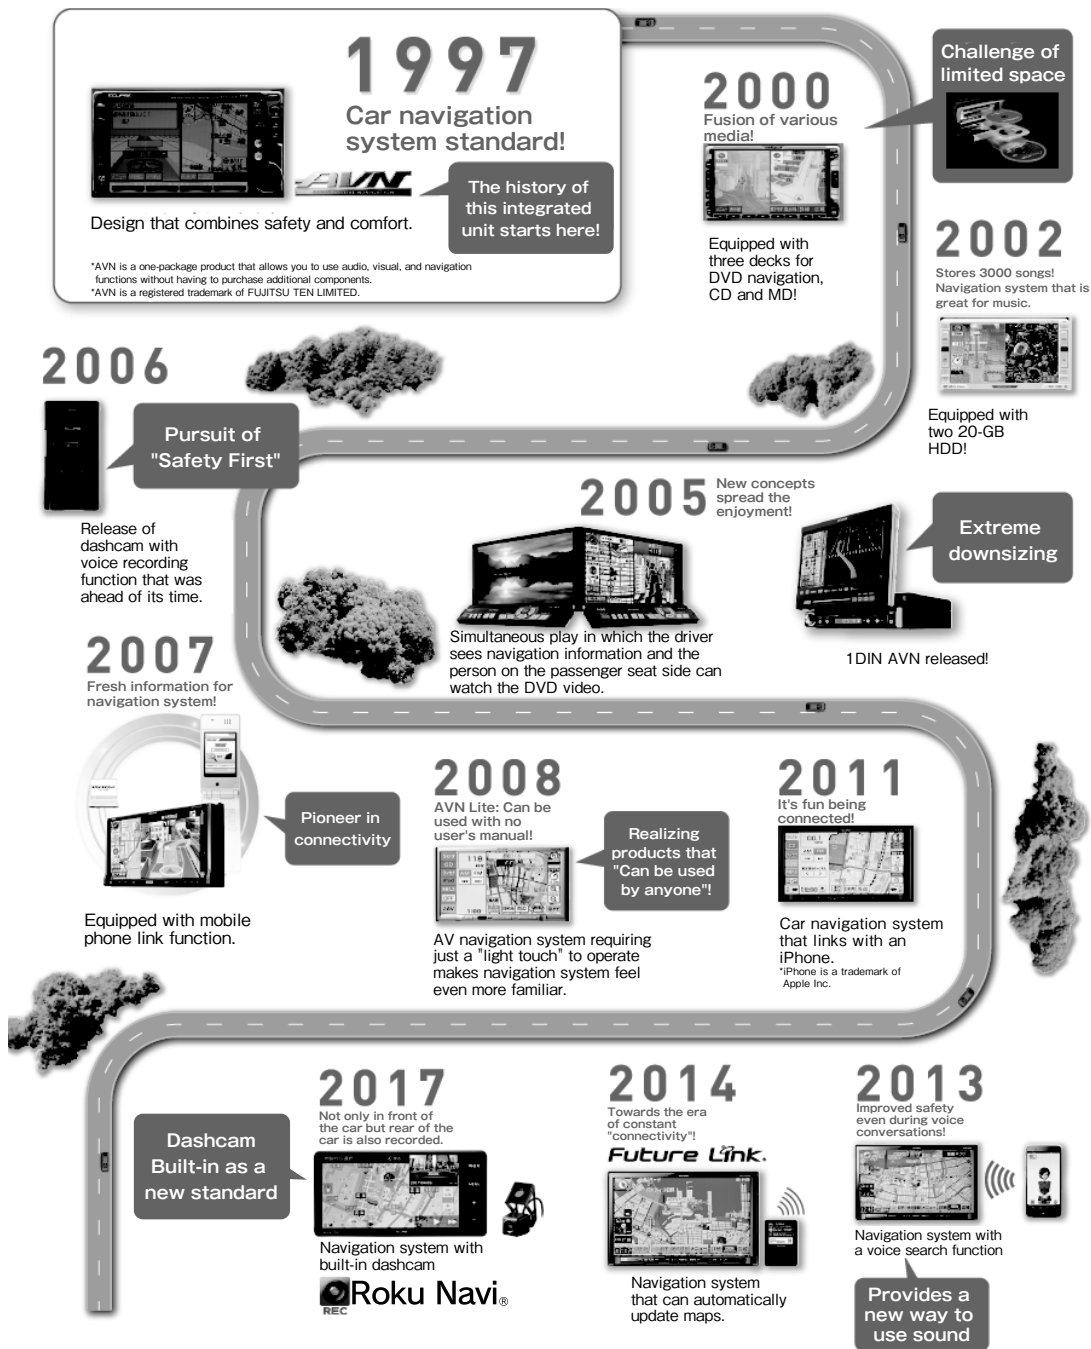 1997
Car navigation
system standard!
AVN
The history of
this integrated
unit starts here!
Design that combines safety and comfort.
*AVN is a one-package product that allows you to use audio, visual, and navigation
functions without having to purchase additional components.
*AVN is a registered trademark of FUJITSU TEN LIMITED.
2000
Fusion of various
media!
Challenge of
limited space
Equipped with
three decks for
DVD navigation,
CD and MD!
2002
Stores 3000 songs!
Navigation system that is
great for music.
Equipped with
two 20-GB
HDD!
2005
New concepts
spread the
enjoyment!
Simultaneous play in which the driver
sees navigation information and the
person on the passenger seat side can
watch the DVD video.
Extreme
downsizing
1DIN AVN released!
2006
Pursuit of
"Safety First"
Release of
dashcam with
voice recording
function that was
ahead of its time.
2007
Fresh information for
navigation system!
Pioneer in
connectivity
Equipped with mobile
phone link function.
2008
AVN Lite: Can be
used with no
user's manual!
Realizing
products that
"Can be used
by anyone"!
AV navigation system requiring
just a "light touch" to operate
makes navigation system feel
even more familiar.
2011
It's fun being
connected!
Car navigation system
that links with an
iPhone.
*iPhone is a trademark of
Apple Inc.
2013
Improved safety
even during voice
conversations!
Navigation system with
a voice search function
Provides a
new way to
use sound
2014
Towards the era
of constant
"connectivity"!
Future Link.
Navigation system
that can automatically
update maps.
2017
Not only in front of
the car but rear of the
car is also recorded.
Dashcam
Built-in as a
new standard
Navigation system with
built-in dashcam
REC
Roku Navi®